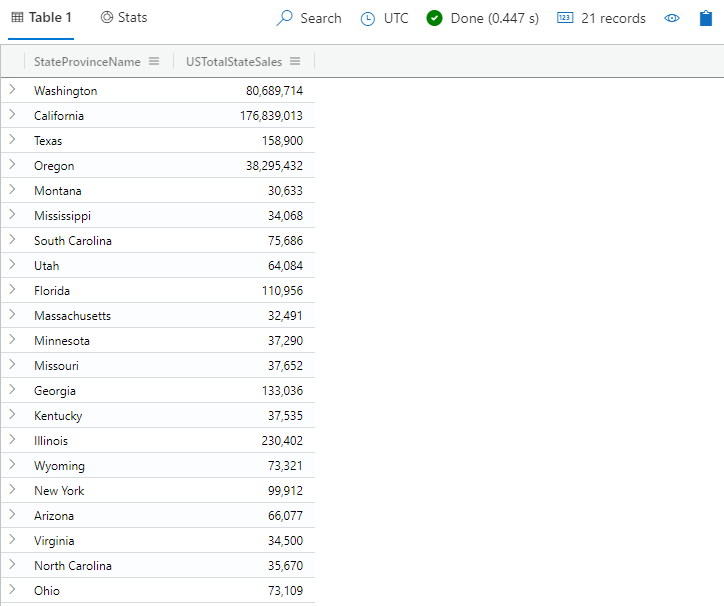 Table 1 Stats Search UTC Done (0.447 s) 123 21 records
StateProvinceName USTotalStateSales
Washington 80,689,714
California 176,839,013
Texas 158,900
Oregon 38,295,432
Montana 30,633
Mississippi 34,068
South Carolina 75,686
Utah 64,084
Florida 110,956
Massachusetts 32,491
Minnesota 37,290
Missouri 37,652
Georgia 133,036
Kentucky 37,535
Illinois 230,402
Wyoming 73,321
New York 99,912
Arizona 66,077
Virginia 34,500
North Carolina 35,670
Ohio 73,109